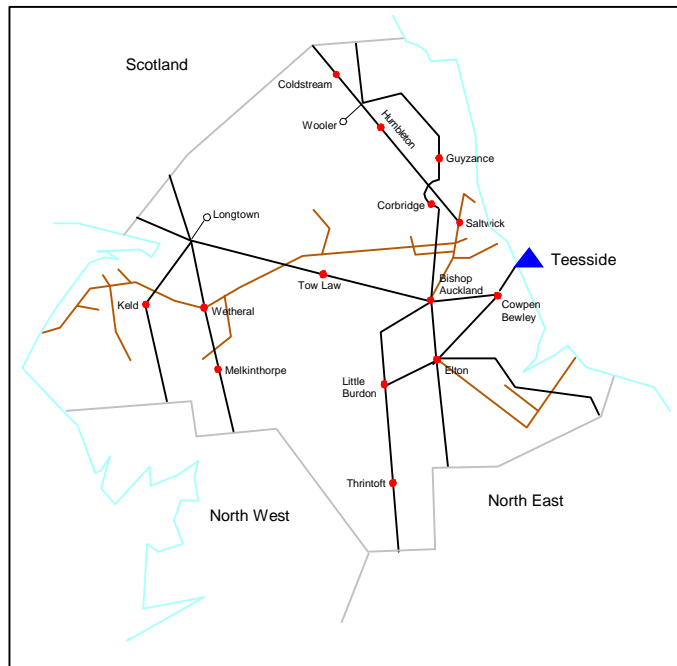 Scotland
Coldstream
Wooler
Humbleton
Guyzance
Longtown
Corbridge
Saltwick
Teesside
Tow Law
Bishop
Auckland
Keld
Wetheral
Cowpen
Bewley
Melkinthorpe
Elton
Little
Burdon
Thrintoft
North East
North West